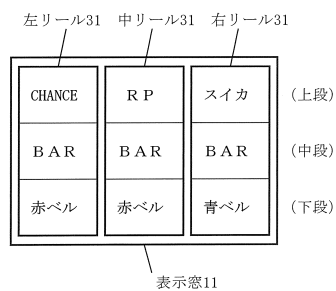 左リール31 中リール31 右リール31
CHANCE RP スイカ (上段)
BAR BAR BAR (中段)
赤ベル 赤ベル 青ベル (下段)
表示窓11